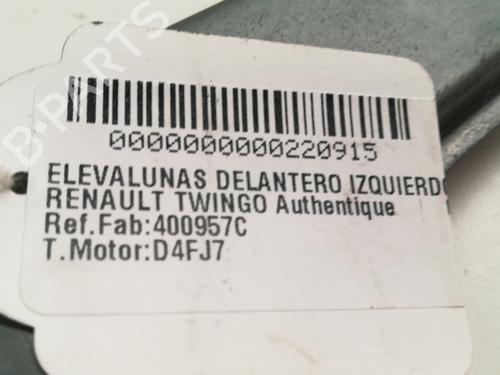 B-PARTS
0000000000220915
ELEVALUNAS DELANTERO IZQUIERDO
RENAULT TWINGO Authentique
Ref.Fab:400957C
T.Motor:D4FJ7